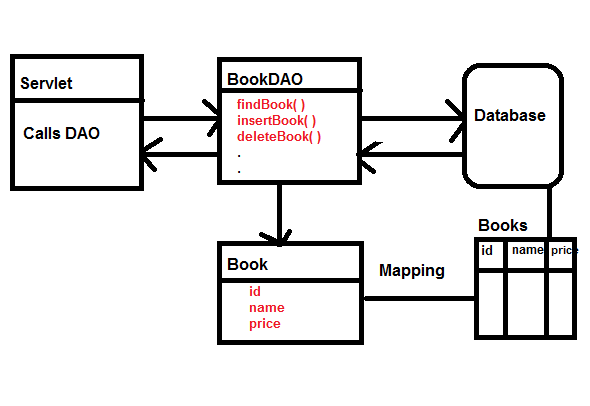 Servlet
Calls DAO
BookDAO
findBook( )
insertBook( )
deleteBook( )
.
.
Database
Books
id name price
Book
id
name
price
Mapping